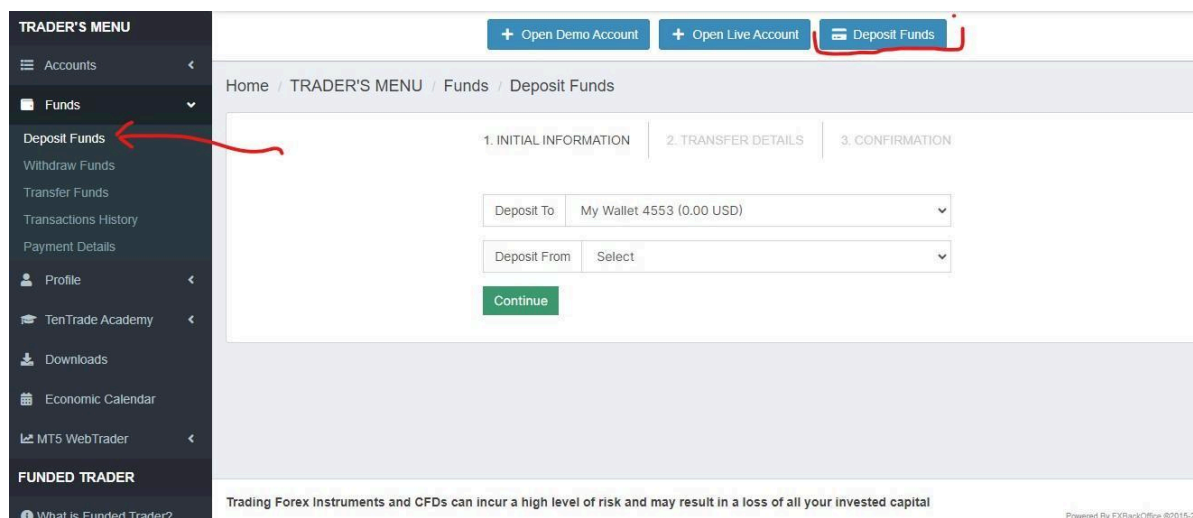 TRADER'S MENU
Accounts
Funds
Deposit Funds
Withdraw Funds
Transfer Funds
Transactions History
Payment Details
Profile
TenTrade Academy
Downloads
Economic Calendar
MT5 WebTrader
FUNDED TRADER
What is Funded Trader?
+ Open Demo Account
+ Open Live Account
Deposit Funds
Home / TRADER'S MENU / Funds / Deposit Funds
1. INITIAL INFORMATION
2. TRANSFER DETAILS
3. CONFIRMATION
Deposit To My Wallet 4553 (0.00 USD)
Deposit From Select
Continue
Trading Forex Instruments and CFDs can incur a high level of risk and may result in a loss of all your invested capital
Powered By FXBackOffice ©2015-